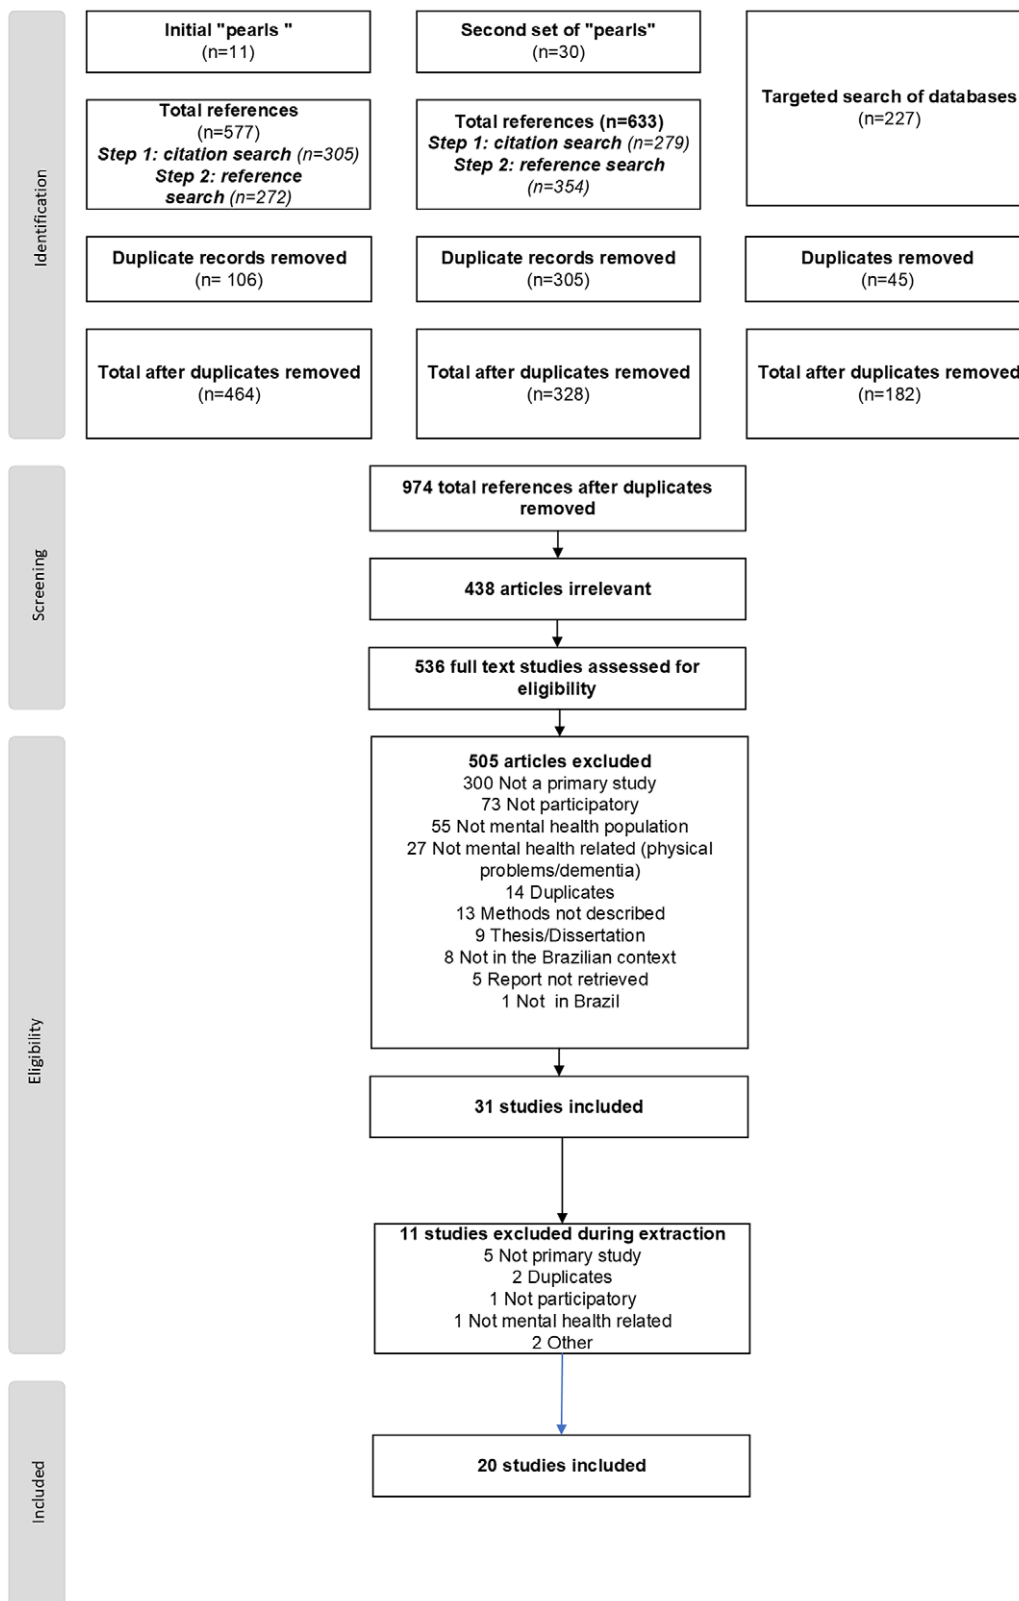 Identification
Initial "pearls "
(n=11)
Second set of "pearls"
(n=30)
Targeted search of databases
(n=227)
Total references
(n=577)
Step 1: citation search (n=305)
Step 2: reference
search (n=272)
Total references (n=633)
Step 1: citation search (n=279)
Step 2: reference search
(n=354)
Duplicate records removed
(n= 106)
Duplicate records removed
(n=305)
Duplicates removed
(n=45)
Total after duplicates removed
(n=464)
Total after duplicates removed
(n=328)
Total after duplicates removed
(n=182)
Screening
974 total references after duplicates
removed
438 articles irrelevant
536 full text studies assessed for
eligibility
Eligibility
505 articles excluded
300 Not a primary study
73 Not participatory
55 Not mental health population
27 Not mental health related (physical
problems/dementia)
14 Duplicates
13 Methods not described
9 Thesis/Dissertation
8 Not in the Brazilian context
5 Report not retrieved
1 Not in Brazil
31 studies included
11 studies excluded during extraction
5 Not primary study
2 Duplicates
1 Not participatory
1 Not mental health related
2 Other
Included
20 studies included